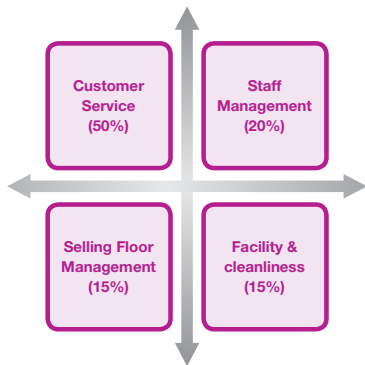 Customer
Service
(50%)
Staff
Management
(20%)
Selling Floor
Management
(15%)
Facility &
cleanliness
(15%)